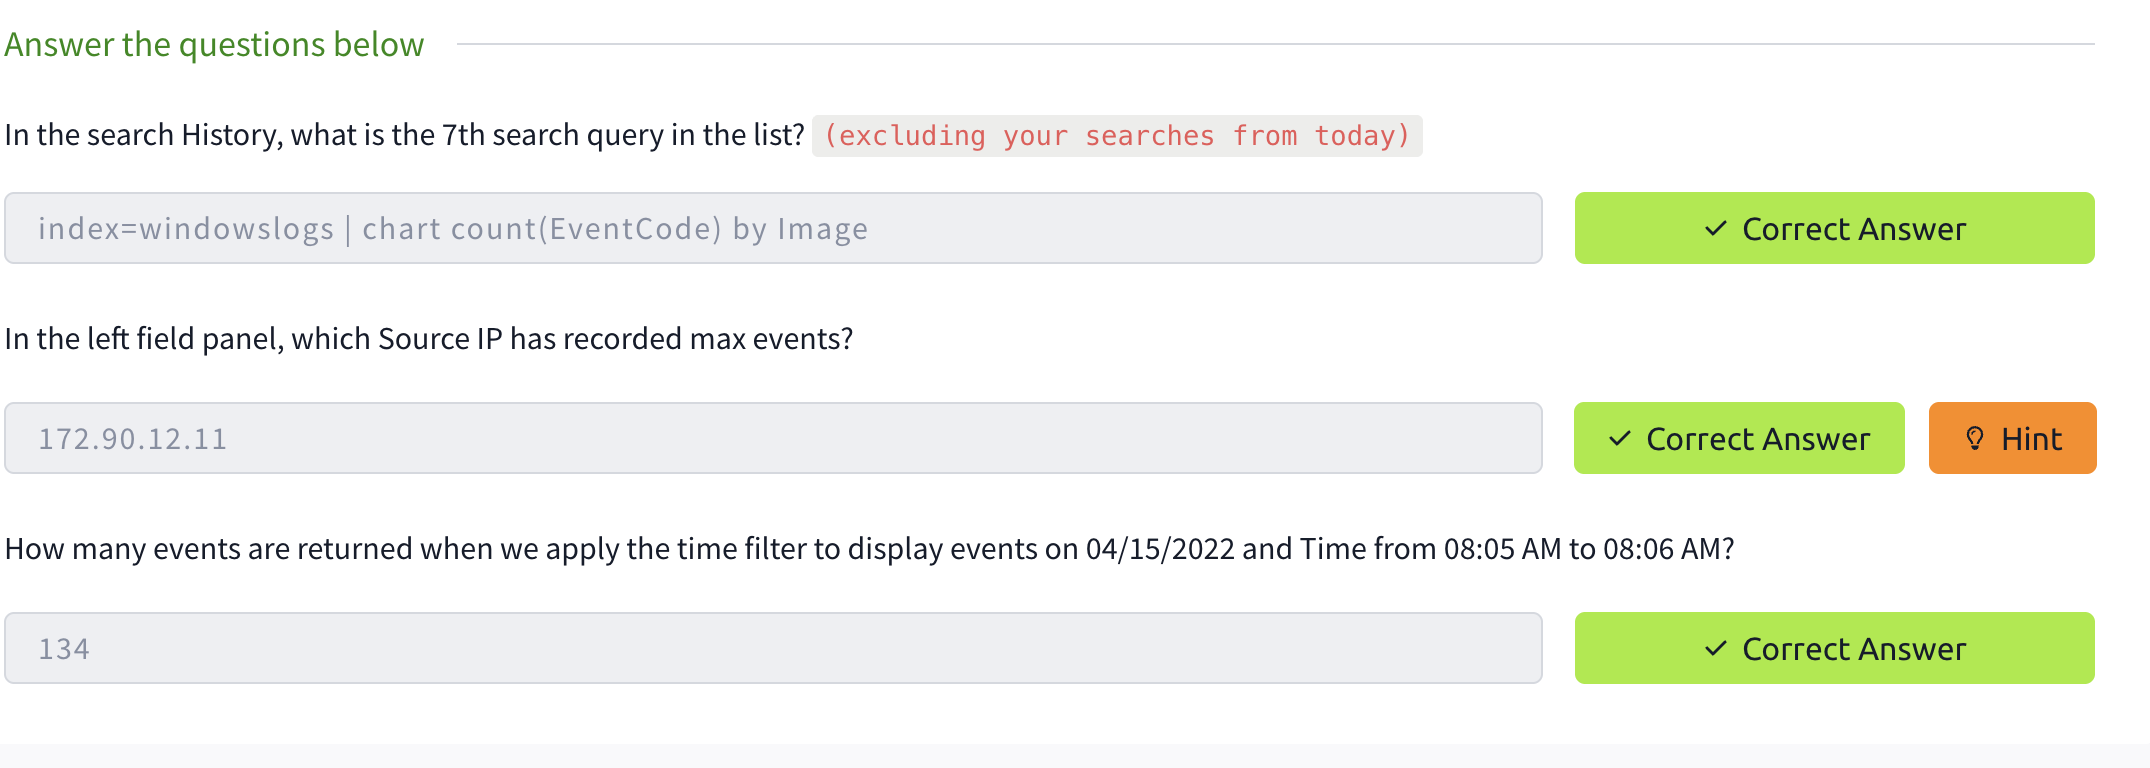 Answer the questions below
In the search History, what is the 7th search query in the list? (excluding your searches from today)
index=windowslogs | chart count(EventCode) by Image
✓ Correct Answer
In the left field panel, which Source IP has recorded max events?
172.90.12.11
✓ Correct Answer
Hint
How many events are returned when we apply the time filter to display events on 04/15/2022 and Time from 08:05 AM to 08:06 AM?
134
✓ Correct Answer